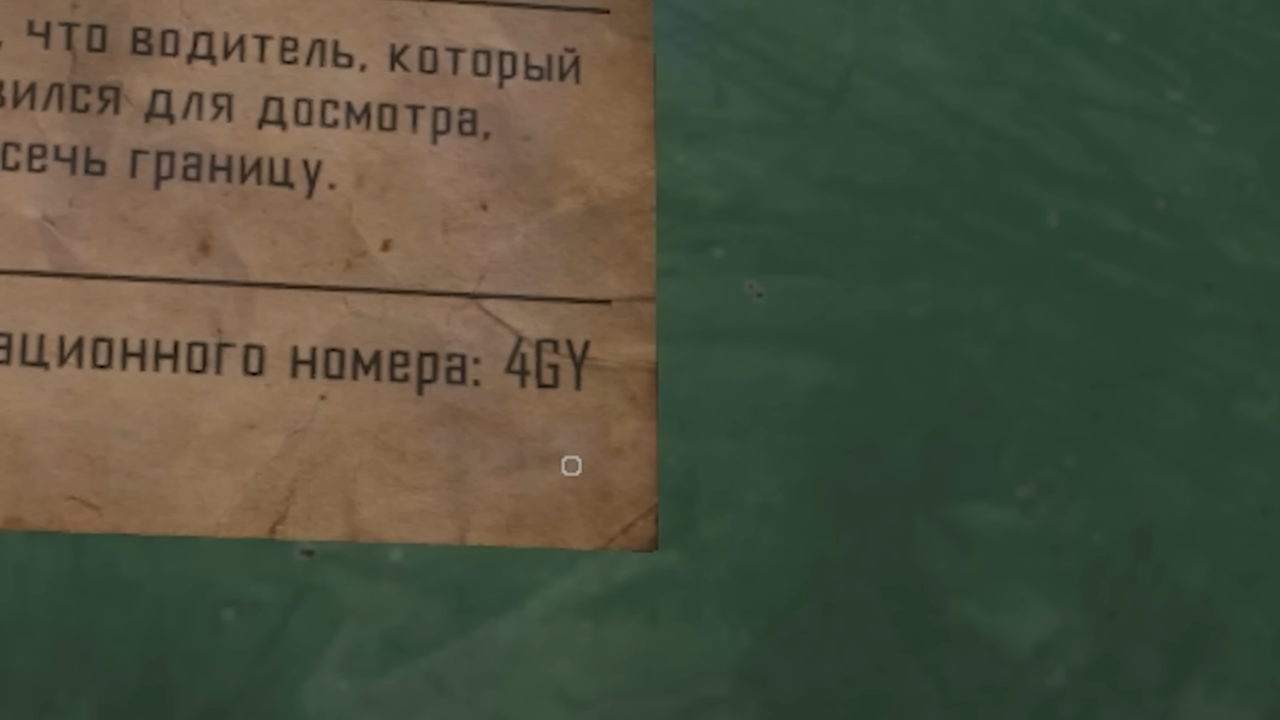 , что водитель, который
вился для досмотра,
сечь границу.
ационного номера: 4GY